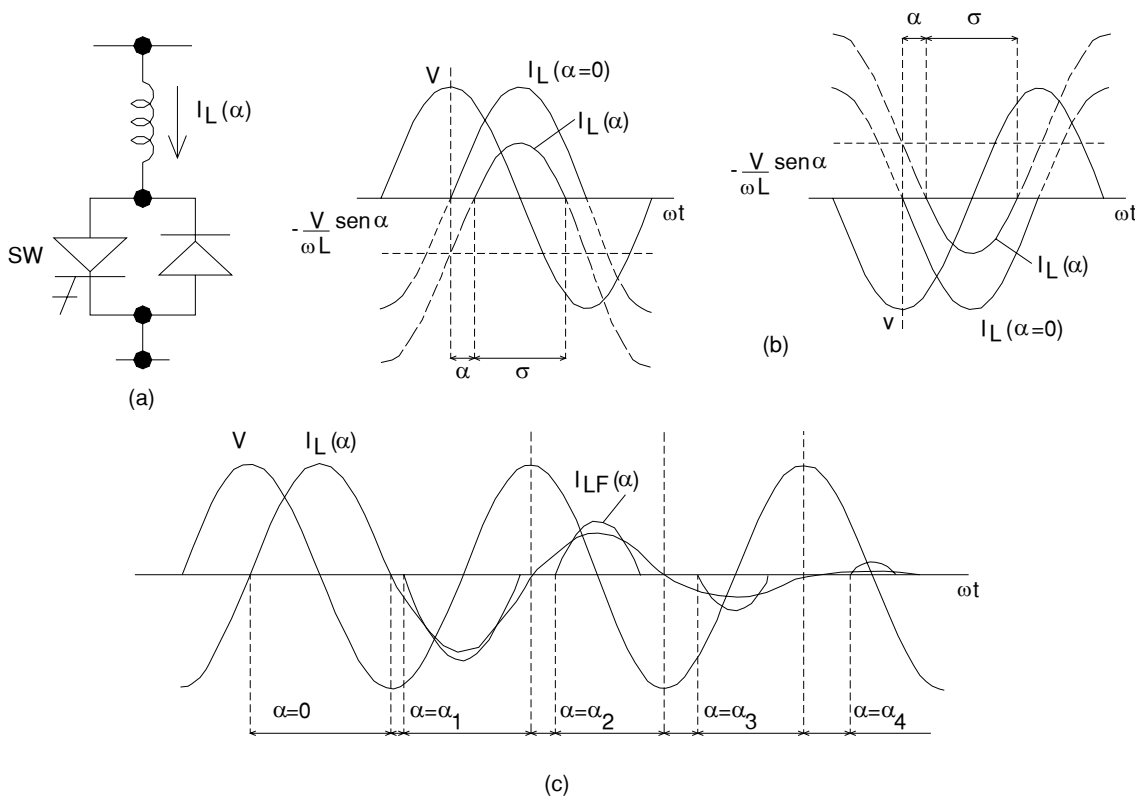 I_L(α)
SW
(a)
V
I_L(α=0)
I_L(α)
-V/ωL sen α
ωt
α σ
α σ
-V/ωL sen α
ωt
I_L(α)
v
I_L(α=0)
(b)
V
I_L(α)
I_LF(α)
ωt
α=0
α=α_1
α=α_2
α=α_3
α=α_4
(c)